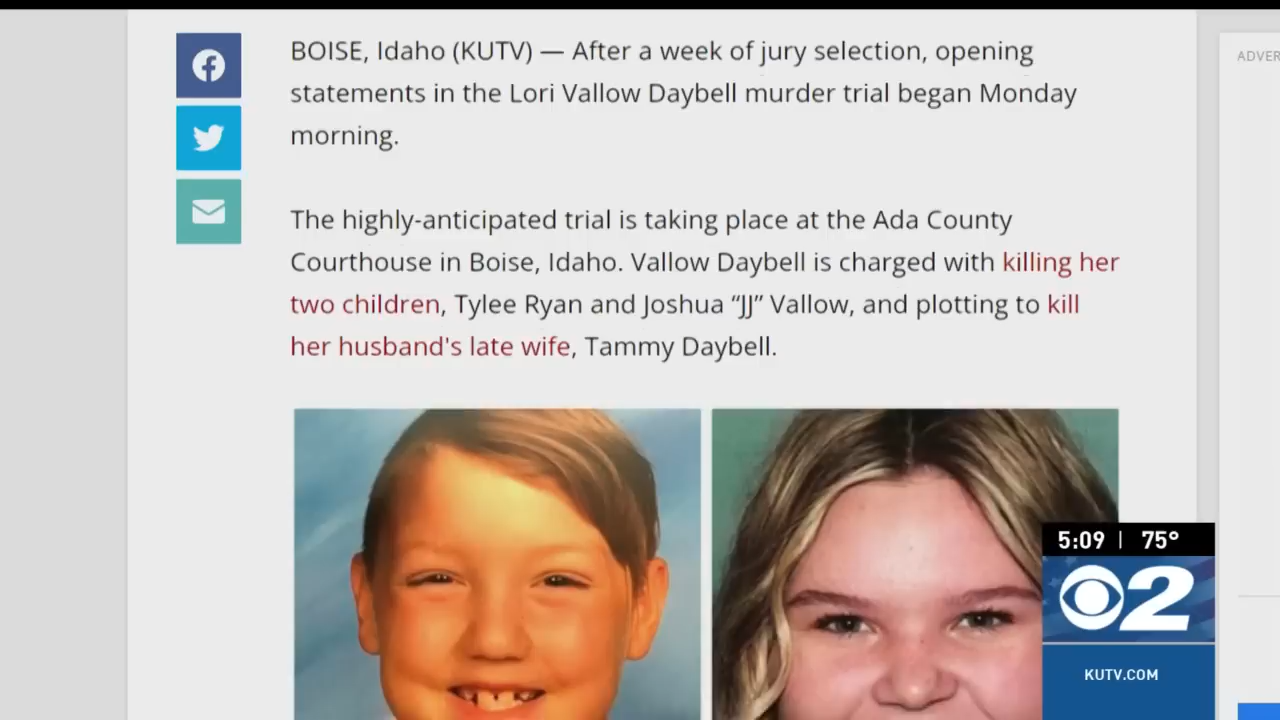 BOISE, Idaho (KUTV) — After a week of jury selection, opening
statements in the Lori Vallow Daybell murder trial began Monday
morning.
The highly-anticipated trial is taking place at the Ada County
Courthouse in Boise, Idaho. Vallow Daybell is charged with killing her
two children, Tylee Ryan and Joshua “JJ” Vallow, and plotting to kill
her husband's late wife, Tammy Daybell.
ADVER
5:09 | 75°
2
KUTV.COM